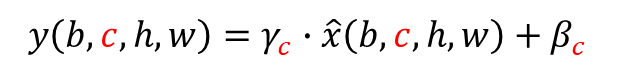 y(b, c, h, w) = γ_c · x̂(b, c, h, w) + β_c